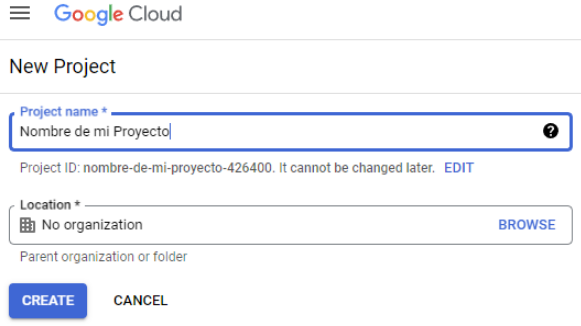 Google Cloud
New Project
Project name *
Nombre de mi Proyecto
Project ID: nombre-de-mi-proyecto-426400. It cannot be changed later. EDIT
Location *
No organization BROWSE
Parent organization or folder
CREATE CANCEL